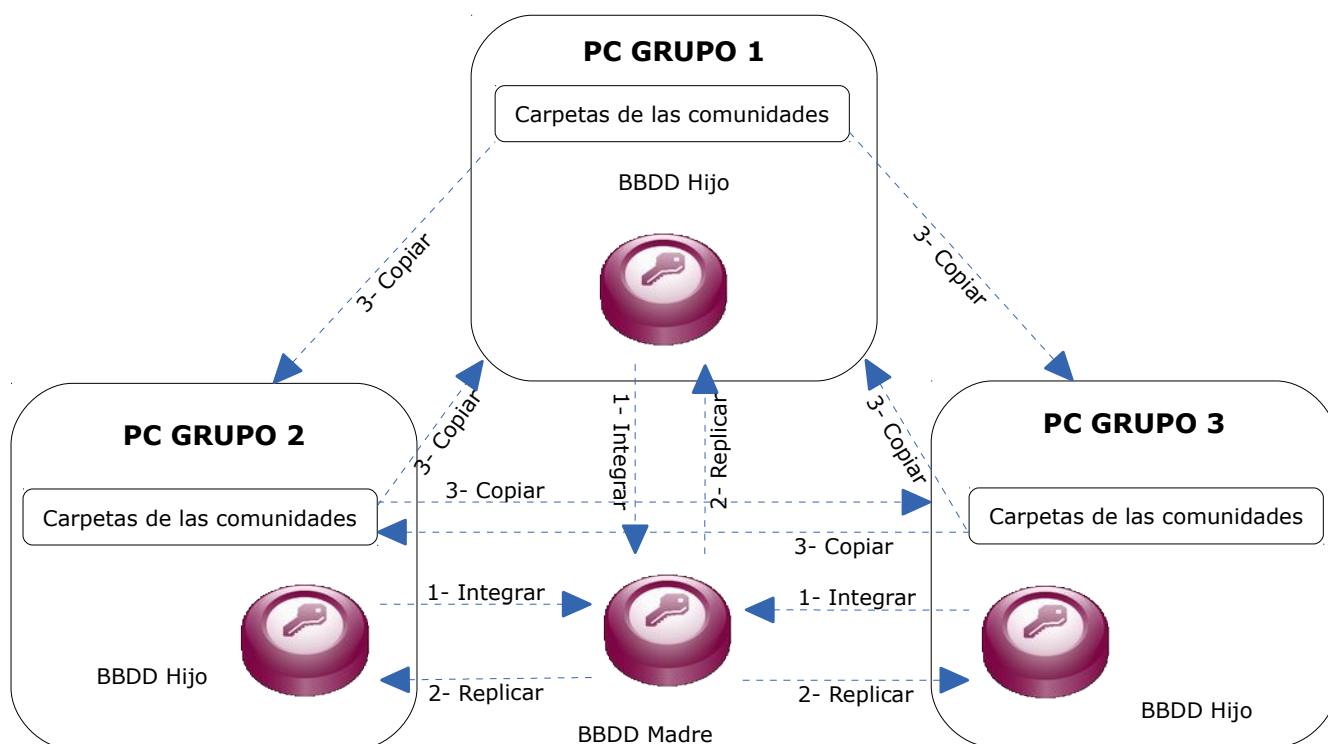 PC GRUPO 1
Carpetas de las comunidades
BBDD Hijo
3- Copiar
3- Copiar
PC GRUPO 2
3- Copiar
1- Integrar
2- Replicar
3- Copiar
PC GRUPO 3
Carpetas de las comunidades
3- Copiar
Carpetas de las comunidades
3- Copiar
1- Integrar
1- Integrar
BBDD Hijo
2- Replicar
2- Replicar
BBDD Hijo
BBDD Madre